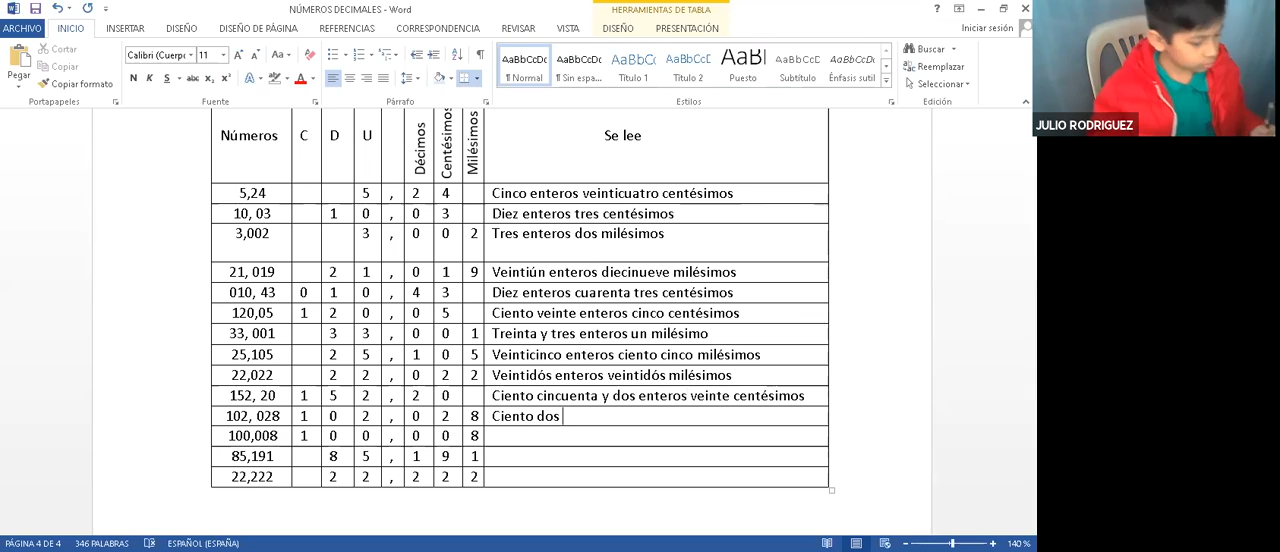 NÚMEROS DECIMALES - Word
HERRAMIENTAS DE TABLA
ARCHIVO INICIO INSERTAR DISEÑO DISEÑO DE PÁGINA REFERENCIAS CORRESPONDENCIA REVISAR VISTA DISEÑO PRESENTACIÓN Iniciar sesión
Pegar
Cortar
Copiar
Copiar formato
Portapapeles
Calibri (Cuerpo 11
Fuente
Párrafo
AaBbCcDc AaBbCcDc AaBbCc AaBbCcC AaBl AaBbCcC AaBbCcDc
¶ Normal ¶ Sin espa... Título 1 Título 2 Puesto Subtítulo Énfasis sutil
Estilos
Buscar
Reemplazar
Seleccionar
Edición
JULIO RODRIGUEZ
Números C D U Décimos Centésimos Milésimos Se lee
5,24 5 , 2 4 Cinco enteros veinticuatro centésimos
10, 03 1 0 , 0 3 Diez enteros tres centésimos
3,002 3 , 0 0 2 Tres enteros dos milésimos
21, 019 2 1 , 0 1 9 Veintiún enteros diecinueve milésimos
010, 43 0 1 0 , 4 3 Diez enteros cuarenta tres centésimos
120,05 1 2 0 , 0 5 Ciento veinte enteros cinco centésimos
33, 001 3 3 , 0 0 1 Treinta y tres enteros un milésimo
25,105 2 5 , 1 0 5 Veinticinco enteros ciento cinco milésimos
22,022 2 2 , 0 2 2 Veintidós enteros veintidós milésimos
152, 20 1 5 2 , 2 0 Ciento cincuenta y dos enteros veinte centésimos
102, 028 1 0 2 , 0 2 8 Ciento dos
100,008 1 0 0 , 0 0 8
85,191 8 5 , 1 9 1
22,222 2 2 , 2 2 2
PÁGINA 4 DE 4 346 PALABRAS ESPAÑOL (ESPAÑA) 140 %